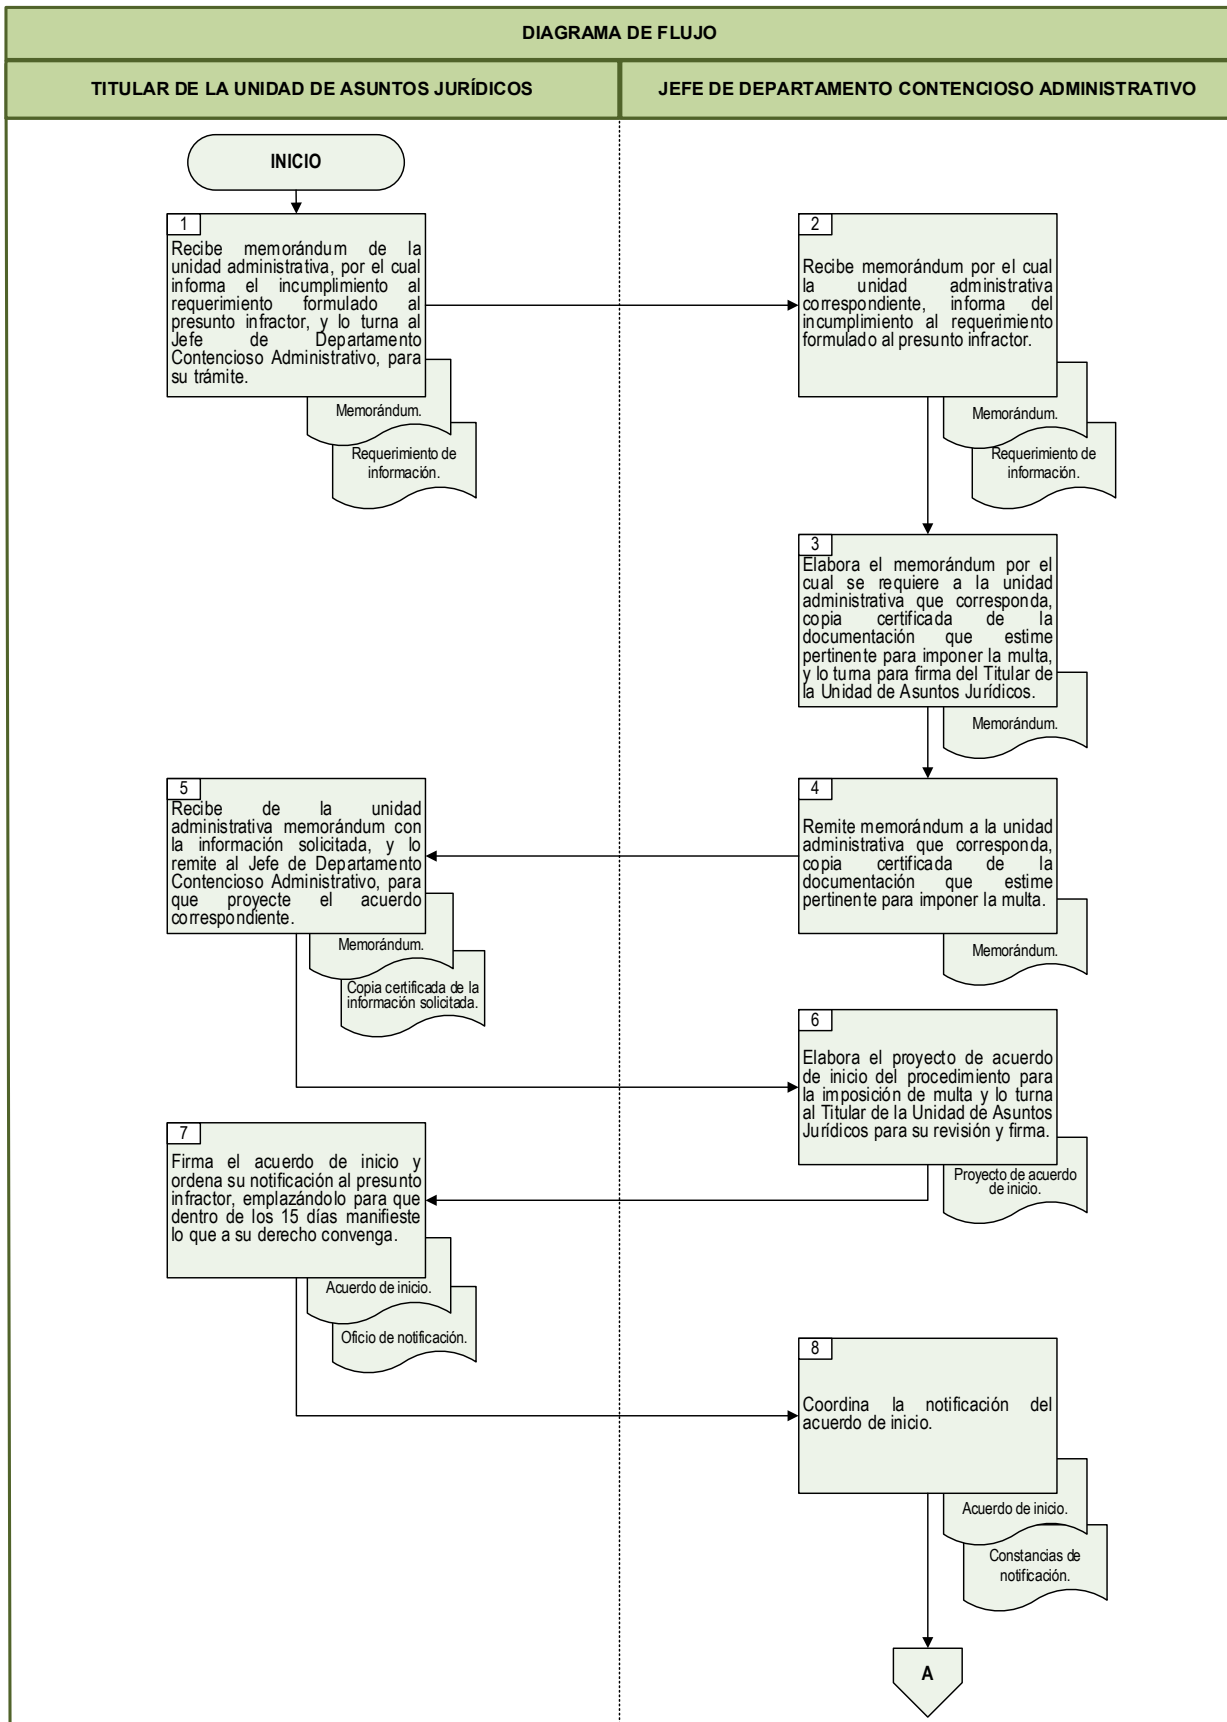 DIAGRAMA DE FLUJO
TITULAR DE LA UNIDAD DE ASUNTOS JURÍDICOS
JEFE DE DEPARTAMENTO CONTENCIOSO ADMINISTRATIVO
INICIO
1
Recibe memorándum de la
unidad administrativa, por el cual
informa el incumplimiento al
requerimiento formulado al
presunto infractor, y lo turna al
Jefe de Departamento
Contencioso Administrativo, para
su trámite.
Memorándum.
Requerimiento de
información.
2
Recibe memorándum por el cual
la unidad administrativa
correspondiente, informa del
incumplimiento al requerimiento
formulado al presunto infractor.
Memorándum.
Requerimiento de
información.
3
Elabora el memorándum por el
cual se requiere a la unidad
administrativa que corresponda,
copia certificada de la
documentación que estime
pertinente para imponer la multa,
y lo turna para firma del Titular de
la Unidad de Asuntos Jurídicos.
Memorándum.
4
Remite memorándum a la unidad
administrativa que corresponda,
copia certificada de la
documentación que estime
pertinente para imponer la multa.
Memorándum.
5
Recibe de la unidad
administrativa memorándum con
la información solicitada, y lo
remite al Jefe de Departamento
Contencioso Administrativo, para
que proyecte el acuerdo
correspondiente.
Memorándum.
Copia certificada de la
información solicitada.
6
Elabora el proyecto de acuerdo
de inicio del procedimiento para
la imposición de multa y lo turna
al Titular de la Unidad de Asuntos
Jurídicos para su revisión y firma.
Proyecto de acuerdo
de inicio.
7
Firma el acuerdo de inicio y
ordena su notificación al presunto
infractor, emplazándolo para que
dentro de los 15 días manifieste
lo que a su derecho convenga.
Acuerdo de inicio.
Oficio de notificación.
8
Coordina la notificación del
acuerdo de inicio.
Acuerdo de inicio.
Constancias de
notificación.
A